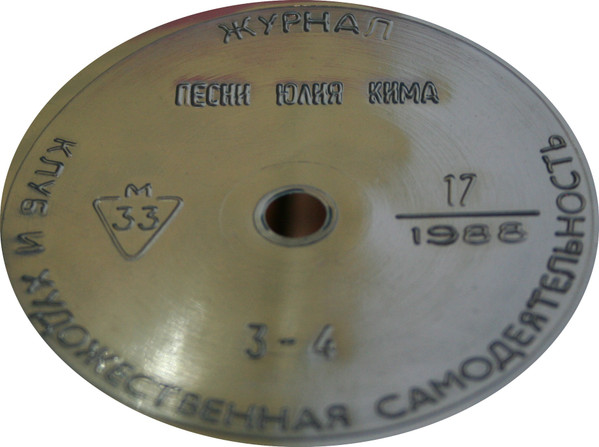 ЖУРНАЛ
ПЕСНИ ЮЛИЯ КИМА
М
33
17
1988
3-4
КЛУБ И ХУДОЖЕСТВЕННАЯ САМОДЕЯТЕЛЬНОСТЬ